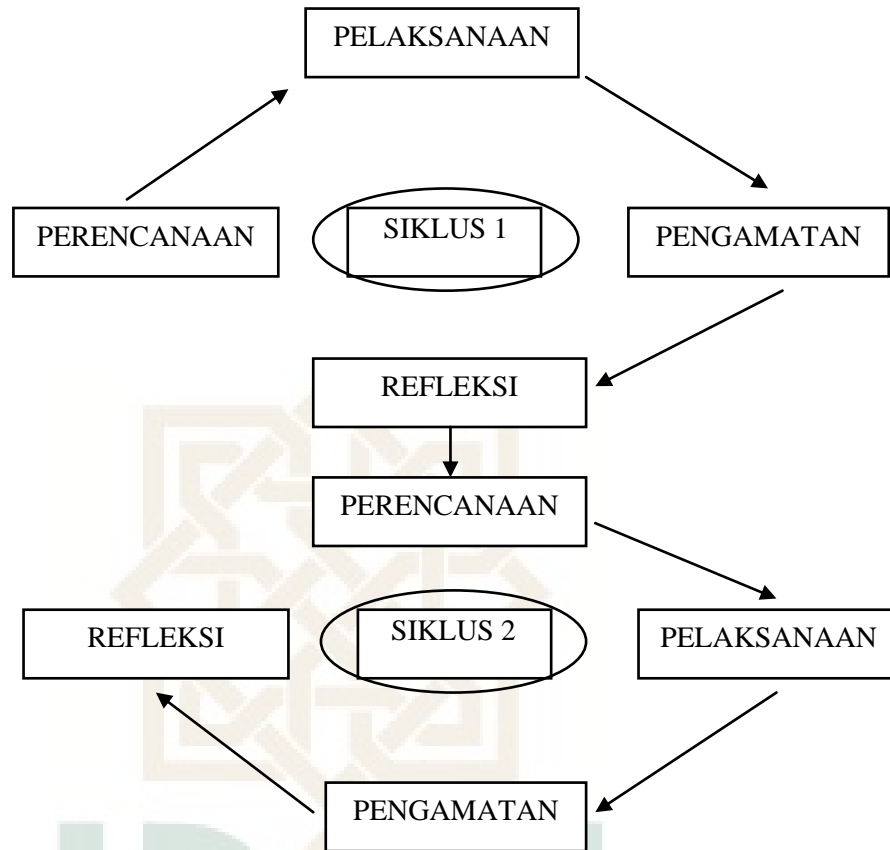 PELAKSANAAN
PERENCANAAN
SIKLUS 1
PENGAMATAN
REFLEKSI
PERENCANAAN
REFLEKSI
SIKLUS 2
PELAKSANAAN
PENGAMATAN